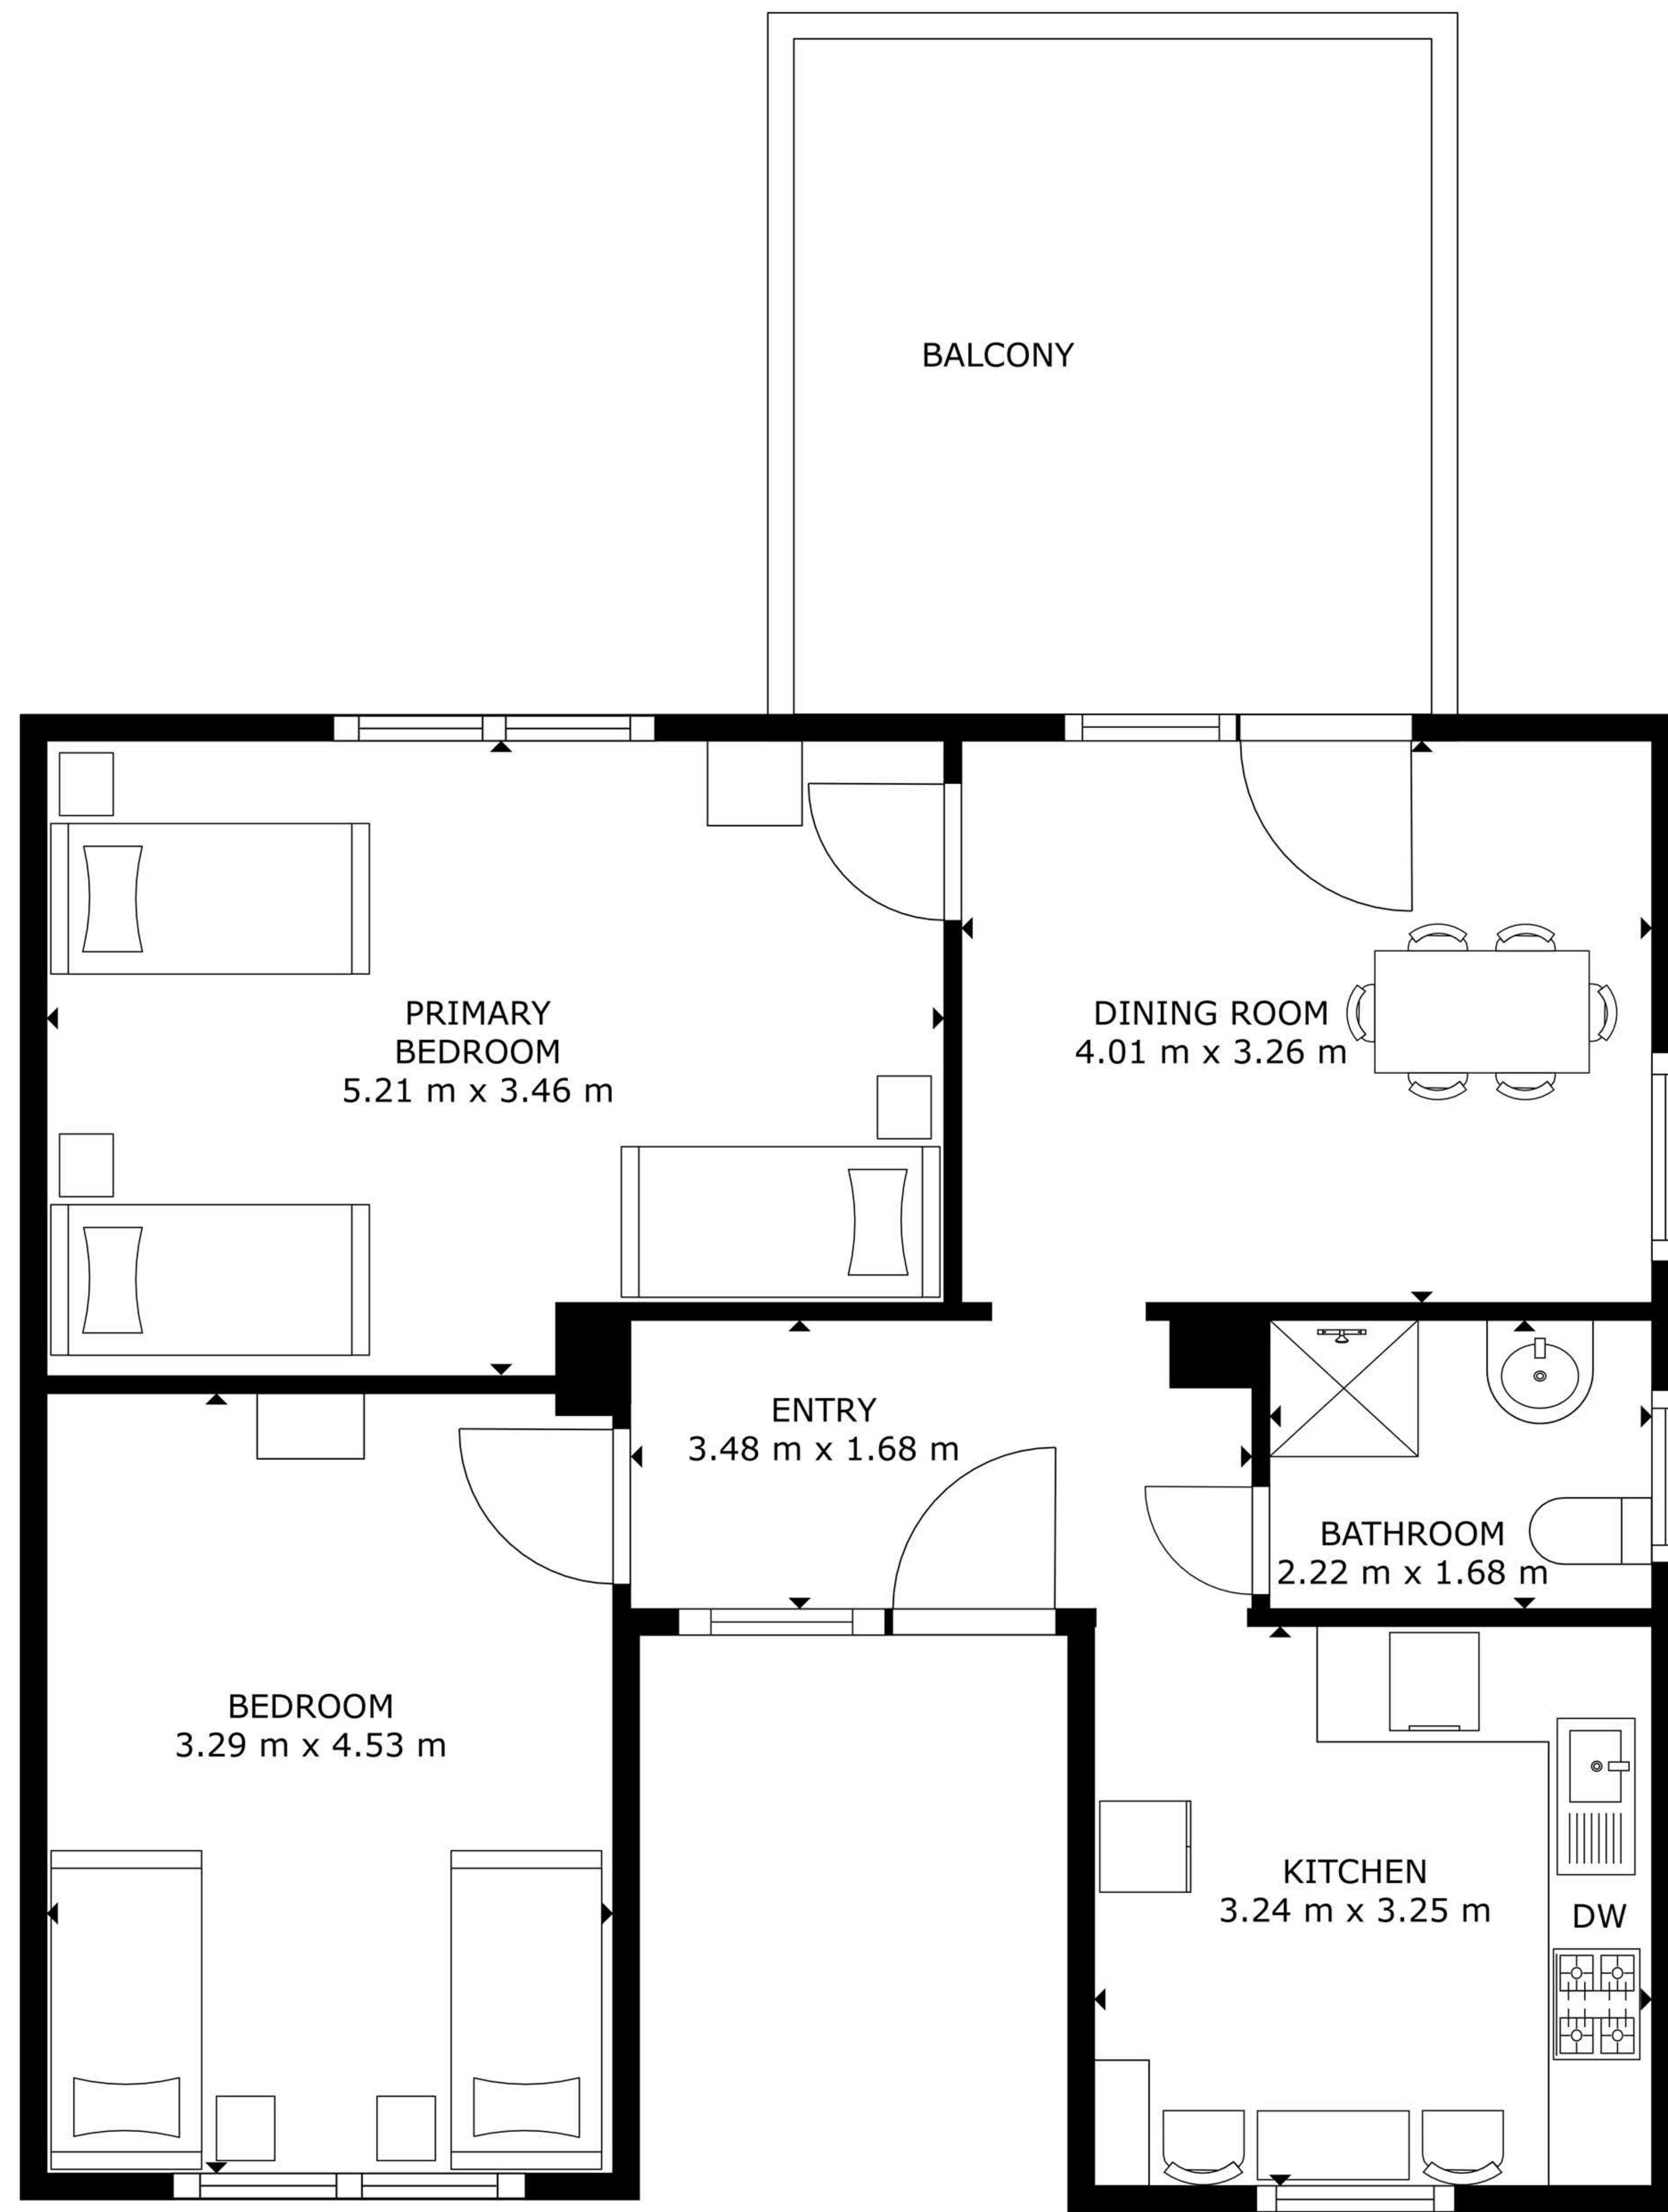 BALCONY
PRIMARY
BEDROOM
5.21 m x 3.46 m
DINING ROOM
4.01 m x 3.26 m
ENTRY
3.48 m x 1.68 m
BATHROOM
2.22 m x 1.68 m
BEDROOM
3.29 m x 4.53 m
KITCHEN
3.24 m x 3.25 m
DW